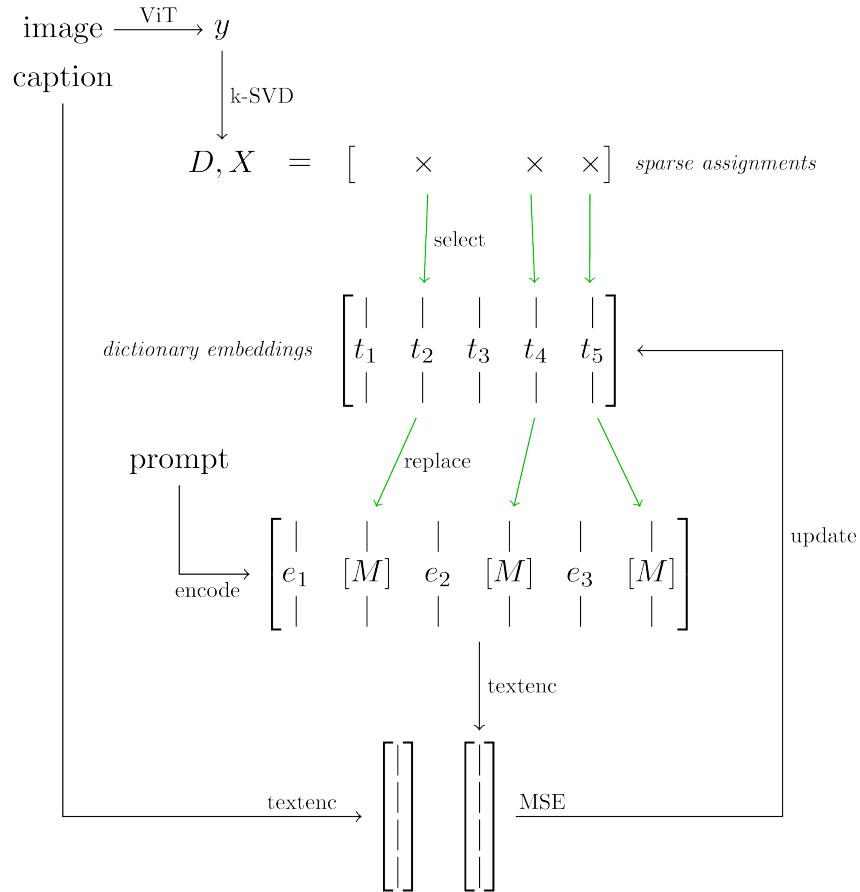 image ViT y
caption
k-SVD
D, X = [ × × × ] sparse assignments
select
dictionary embeddings t₁ t₂ t₃ t₄ t₅
prompt replace
update
encode e₁ [M] e₂ [M] e₃ [M]
textenc
textenc MSE